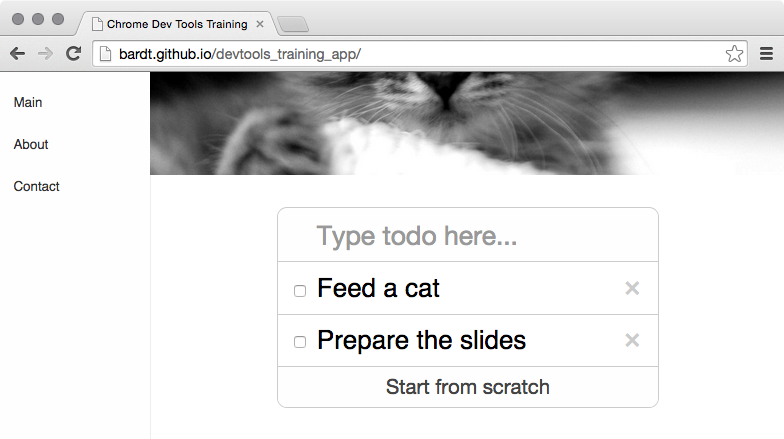 Chrome Dev Tools Training
bardt.github.io/devtools_training_app/
Main
About
Contact
Type todo here...
Feed a cat
Prepare the slides
Start from scratch